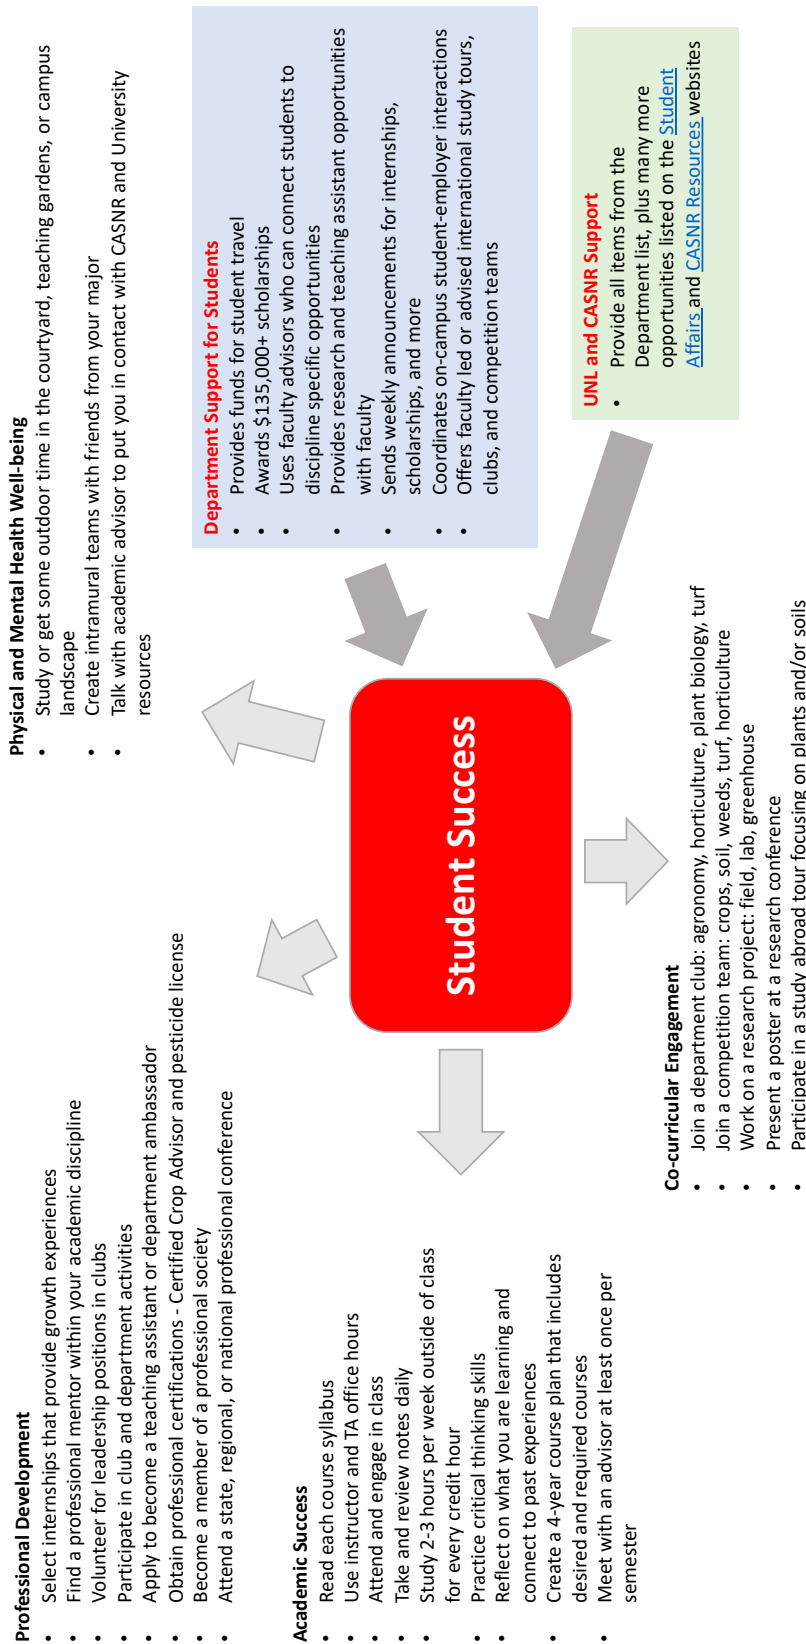 Professional Development
• Select internships that provide growth experiences
• Find a professional mentor within your academic discipline
• Volunteer for leadership positions in clubs
• Participate in club and department activities
• Apply to become a teaching assistant or department ambassador
• Obtain professional certifications - Certified Crop Advisor and pesticide license
• Become a member of a professional society
• Attend a state, regional, or national professional conference
Physical and Mental Health Well-being
• Study or get some outdoor time in the courtyard, teaching gardens, or campus
landscape
• Create intramural teams with friends from your major
• Talk with academic advisor to put you in contact with CASNR and University
resources
Academic Success
• Read each course syllabus
• Use instructor and TA office hours
• Attend and engage in class
• Take and review notes daily
• Study 2-3 hours per week outside of class
for every credit hour
• Practice critical thinking skills
• Reflect on what you are learning and
connect to past experiences
• Create a 4-year course plan that includes
desired and required courses
• Meet with an advisor at least once per
semester
Student Success
Department Support for Students
• Provides funds for student travel
• Awards $135,000+ scholarships
• Uses faculty advisors who can connect students to
discipline specific opportunities
• Provides research and teaching assistant opportunities
with faculty
• Sends weekly announcements for internships,
scholarships, and more
• Coordinates on-campus student-employer interactions
• Offers faculty led or advised international study tours,
clubs, and competition teams
UNL and CASNR Support
• Provide all items from the
Department list, plus many more
opportunities listed on the Student
Affairs and CASNR Resources websites
Co-curricular Engagement
• Join a department club: agronomy, horticulture, plant biology, turf
• Join a competition team: crops, soil, weeds, turf, horticulture
• Work on a research project: field, lab, greenhouse
• Present a poster at a research conference
• Participate in a study abroad tour focusing on plants and/or soils